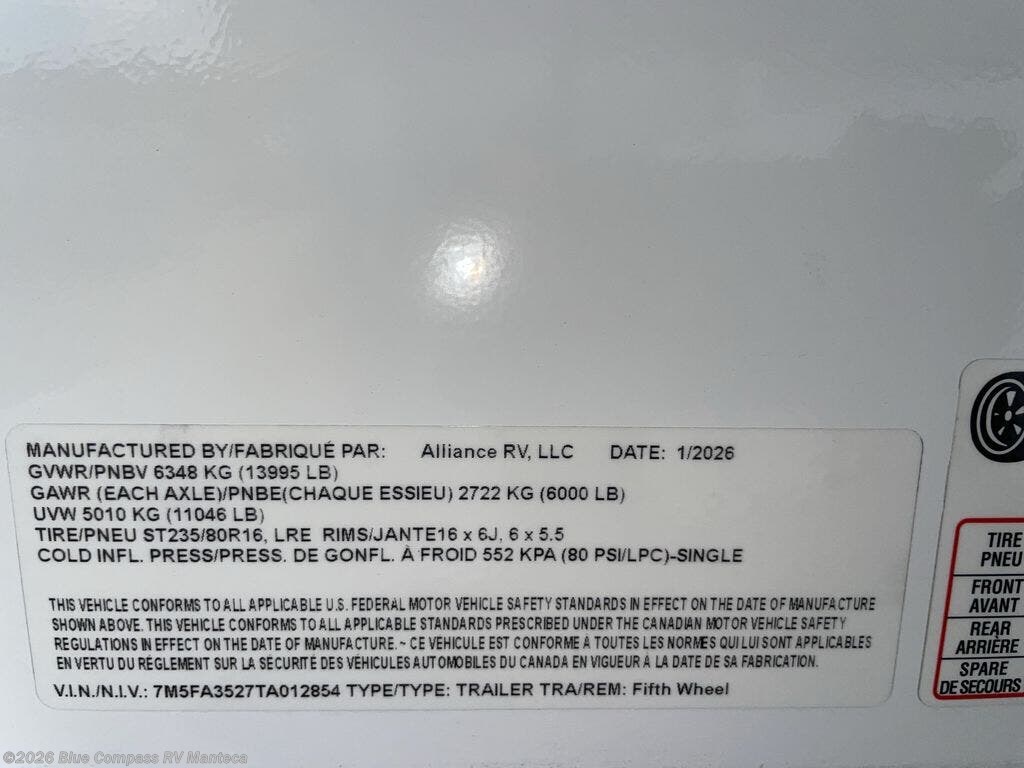 MANUFACTURED BY/FABRIQUÉ PAR: Alliance RV, LLC DATE: 1/2026
GVWR/PNBV 6348 KG (13995 LB)
GAWR (EACH AXLE)/PNBE(CHAQUE ESSIEU) 2722 KG (6000 LB)
UVW 5010 KG (11046 LB)
TIRE/PNEU ST235/80R16, LRE RIMS/JANTE16 x 6J, 6 x 5.5
COLD INFL. PRESS/PRESS. DE GONFL. À FROID 552 KPA (80 PSI/LPC)-SINGLE
THIS VEHICLE CONFORMS TO ALL APPLICABLE U.S. FEDERAL MOTOR VEHICLE SAFETY STANDARDS IN EFFECT ON THE DATE OF MANUFACTURE
SHOWN ABOVE. THIS VEHICLE CONFORMS TO ALL APPLICABLE STANDARDS PRESCRIBED UNDER THE CANADIAN MOTOR VEHICLE SAFETY
REGULATIONS IN EFFECT ON THE DATE OF MANUFACTURE. ~ CE VÉHICULE EST CONFORME À TOUTES LES NORMES QUI LUI SONT APPLICABLES
EN VERTU DU RÉGLEMENT SUR LA SÉCURITÉ DES VÉHICULES AUTOMOBILES DU CANADA EN VIGUEUR À LA DATE DE SA FABRICATION.
V.I.N./N.I.V.: 7M5FA3527TA012854 TYPE/TYPE: TRAILER TRA/REM: Fifth Wheel
TIRE
PNEU
FRONT
AVANT
REAR
ARRIÈRE
SPARE
DE SECOURS
©2026 Blue Compass RV Manteca